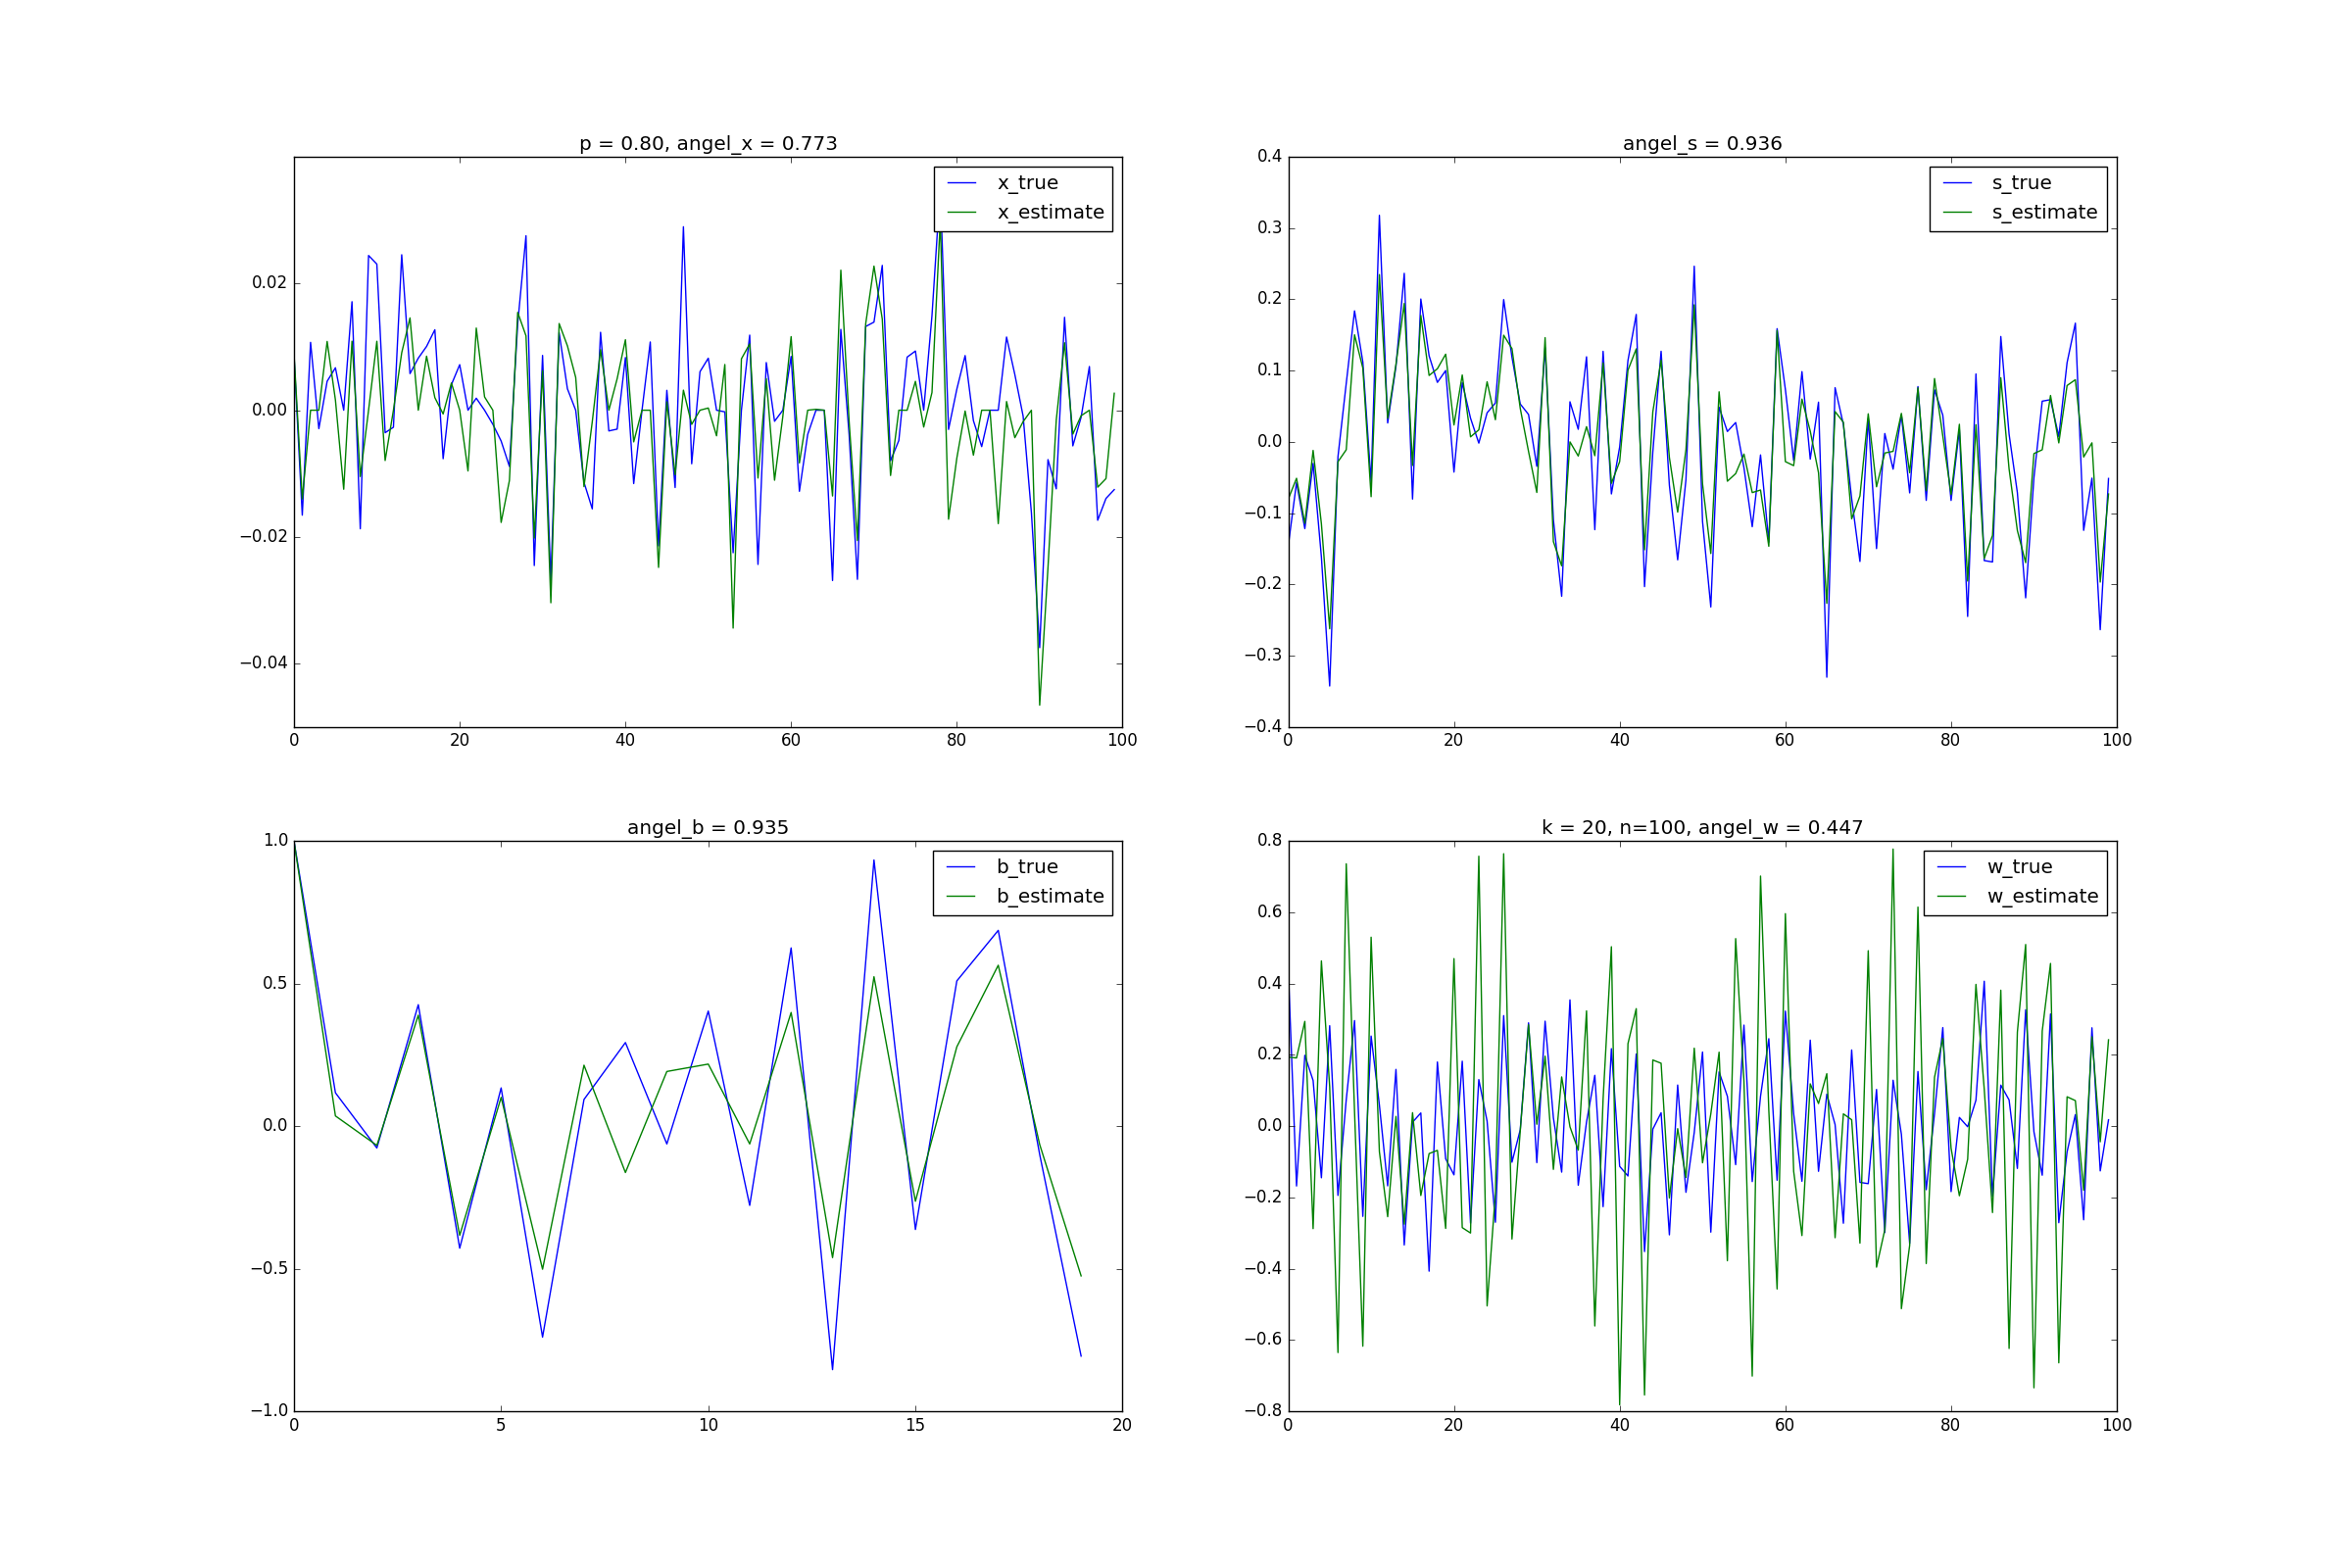 p = 0.80, angel_x = 0.773
x_true
x_estimate
0.02
0.00
−0.02
−0.04
0 20 40 60 80 100
angel_s = 0.936
s_true
s_estimate
0.4
0.3
0.2
0.1
0.0
−0.1
−0.2
−0.3
−0.4
0 20 40 60 80 100
angel_b = 0.935
b_true
b_estimate
1.0
0.5
0.0
−0.5
−1.0
0 5 10 15 20
k = 20, n=100, angel_w = 0.447
w_true
w_estimate
0.8
0.6
0.4
0.2
0.0
−0.2
−0.4
−0.6
−0.8
0 20 40 60 80 100